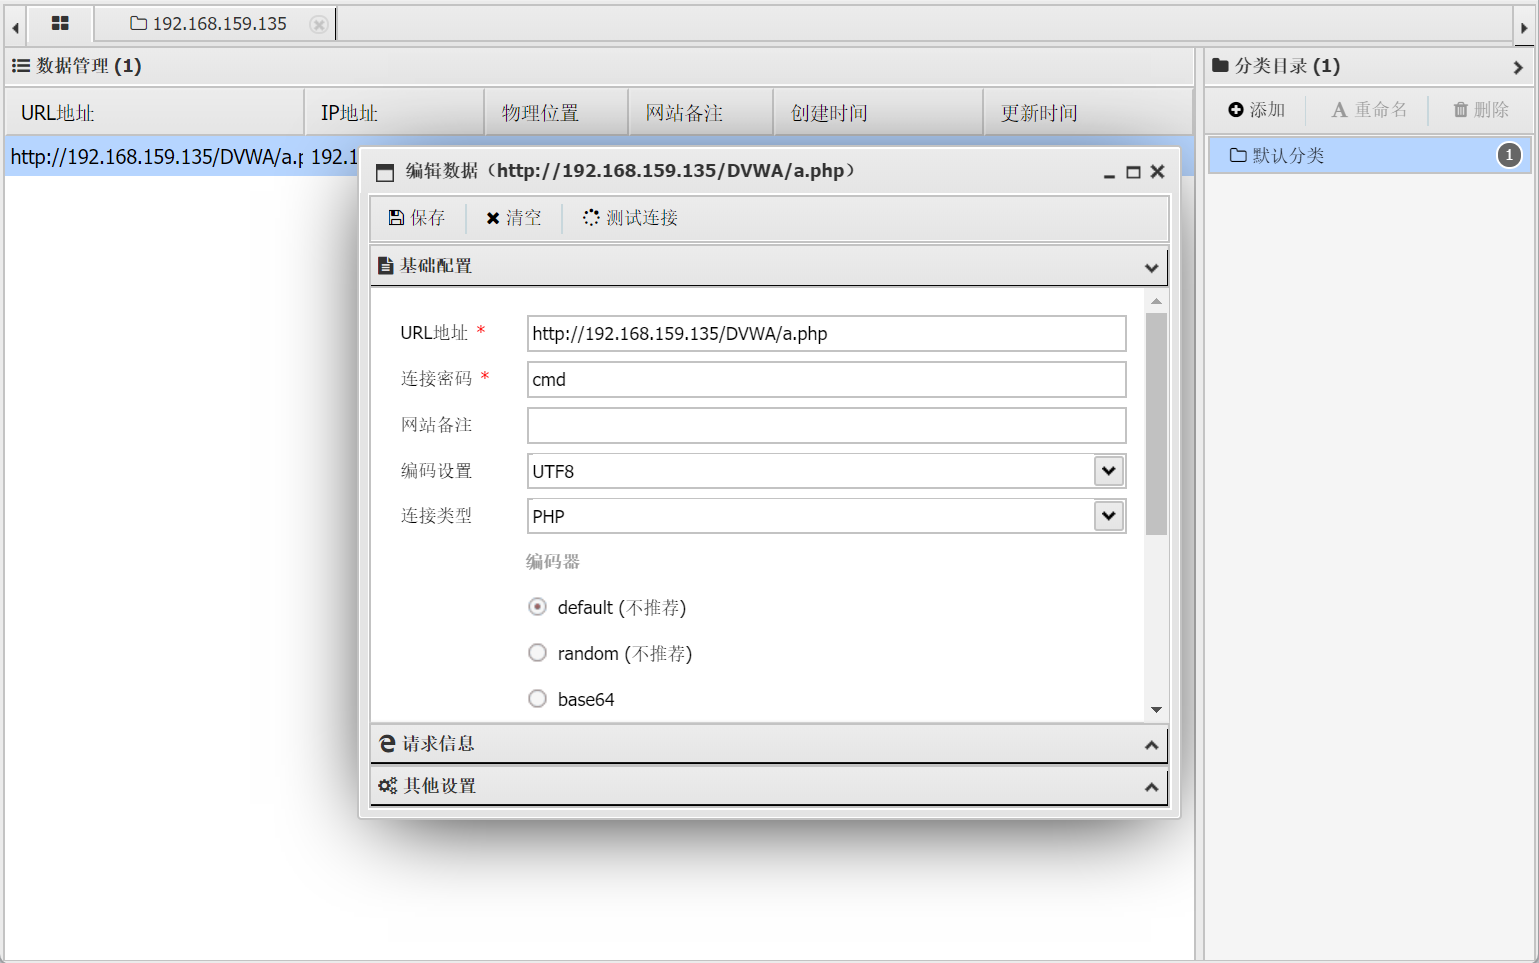 192.168.159.135
数据管理 (1)
URL地址 IP地址 物理位置 网站备注 创建时间 更新时间
http://192.168.159.135/DVWA/a.p 192.1
编辑数据（http://192.168.159.135/DVWA/a.php）
保存 清空 测试连接
基础配置
URL地址 * http://192.168.159.135/DVWA/a.php
连接密码 * cmd
网站备注
编码设置 UTF8
连接类型 PHP
编码器
default (不推荐)
random (不推荐)
base64
请求信息
其他设置
分类目录 (1)
添加 A 重命名 删除
默认分类 1